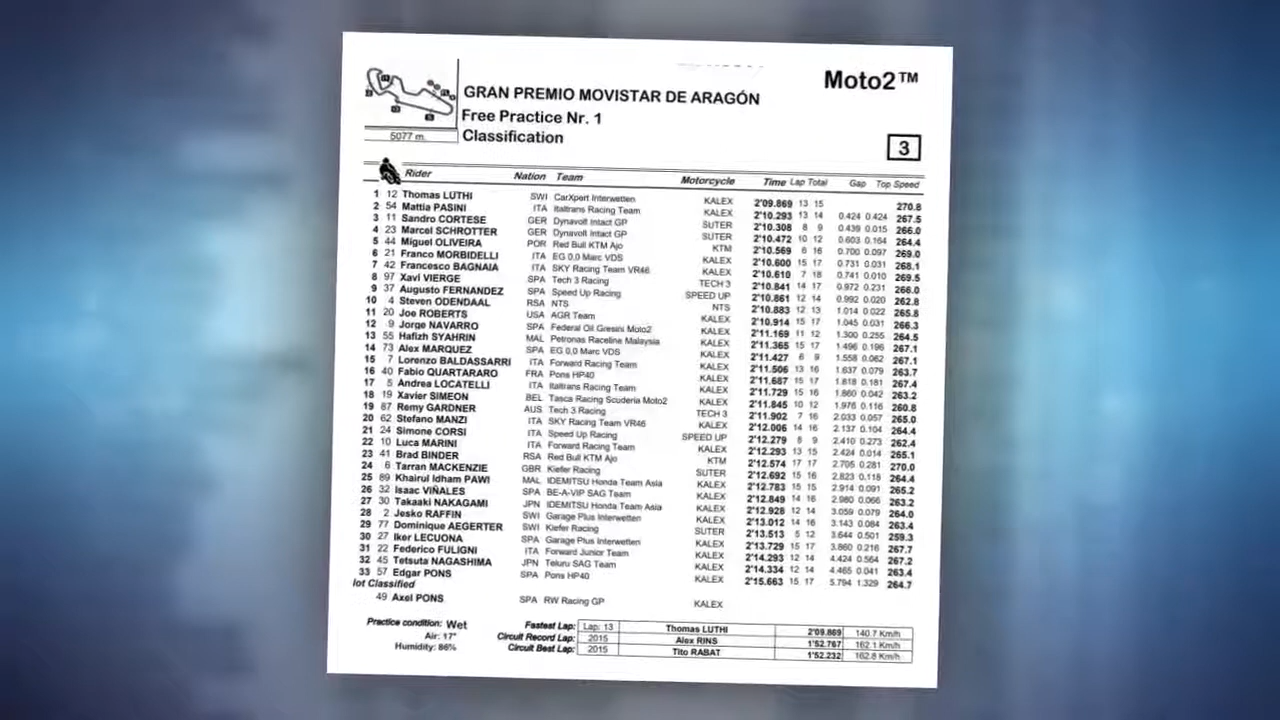 Moto2™
GRAN PREMIO MOVISTAR DE ARAGÓN
Free Practice Nr. 1
Classification
5077 m.
3
Rider Nation Team Motorcycle Time Lap Total Gap Top Speed
1 12 Thomas LUTHI SWI CarXpert Interwetten KALEX 2'09.869 13 15 270.8
2 54 Mattia PASINI ITA Italtrans Racing Team KALEX 2'10.293 13 14 0.424 0.424 267.5
3 11 Sandro CORTESE GER Dynavolt Intact GP SUTER 2'10.308 8 9 0.439 0.015 266.0
4 23 Marcel SCHROTTER GER Dynavolt Intact GP SUTER 2'10.472 10 12 0.603 0.164 264.4
5 44 Miguel OLIVEIRA POR Red Bull KTM Ajo KTM 2'10.569 6 16 0.700 0.097 269.0
6 21 Franco MORBIDELLI ITA EG 0,0 Marc VDS KALEX 2'10.600 15 17 0.731 0.031 268.1
7 42 Francesco BAGNAIA ITA SKY Racing Team VR46 KALEX 2'10.610 7 18 0.741 0.010 269.5
8 97 Xavi VIERGE SPA Tech 3 Racing TECH 3 2'10.841 14 17 0.972 0.231 266.0
9 37 Augusto FERNANDEZ SPA Speed Up Racing SPEED UP 2'10.861 12 14 0.992 0.020 262.8
10 4 Steven ODENDAAL RSA NTS NTS 2'10.883 12 13 1.014 0.022 265.8
11 20 Joe ROBERTS USA AGR Team KALEX 2'10.914 15 17 1.045 0.031 266.3
12 9 Jorge NAVARRO SPA Federal Oil Gresini Moto2 KALEX 2'11.169 11 12 1.300 0.255 264.5
13 55 Hafizh SYAHRIN MAL Petronas Raceline Malaysia KALEX 2'11.365 15 17 1.496 0.196 267.1
14 73 Alex MARQUEZ SPA EG 0,0 Marc VDS KALEX 2'11.427 6 9 1.558 0.062 267.1
15 7 Lorenzo BALDASSARRI ITA Forward Racing Team KALEX 2'11.506 13 16 1.637 0.079 263.7
16 40 Fabio QUARTARARO FRA Pons HP40 KALEX 2'11.687 15 17 1.818 0.181 267.4
17 5 Andrea LOCATELLI ITA Italtrans Racing Team KALEX 2'11.729 15 16 1.860 0.042 263.2
18 19 Xavier SIMEON BEL Tasca Racing Scuderia Moto2 KALEX 2'11.845 10 12 1.976 0.116 260.8
19 87 Remy GARDNER AUS Tech 3 Racing TECH 3 2'11.902 7 16 2.033 0.057 265.0
20 62 Stefano MANZI ITA SKY Racing Team VR46 KALEX 2'12.006 14 16 2.137 0.104 264.4
21 24 Simone CORSI ITA Speed Up Racing SPEED UP 2'12.279 8 9 2.410 0.273 262.4
22 10 Luca MARINI ITA Forward Racing Team KALEX 2'12.293 13 15 2.424 0.014 265.1
23 41 Brad BINDER RSA Red Bull KTM Ajo KTM 2'12.574 17 17 2.705 0.281 270.0
24 6 Tarran MACKENZIE GBR Kiefer Racing SUTER 2'12.692 15 16 2.823 0.118 264.4
25 89 Khairul Idham PAWI MAL IDEMITSU Honda Team Asia KALEX 2'12.783 15 15 2.914 0.091 265.2
26 32 Isaac VIÑALES SPA BE-A-VIP SAG Team KALEX 2'12.849 14 16 2.980 0.066 263.2
27 30 Takaaki NAKAGAMI JPN IDEMITSU Honda Team Asia KALEX 2'12.928 12 14 3.059 0.079 264.0
28 2 Jesko RAFFIN SWI Garage Plus Interwetten KALEX 2'13.012 14 16 3.143 0.084 263.4
29 77 Dominique AEGERTER SWI Kiefer Racing SUTER 2'13.513 5 12 3.644 0.501 259.3
30 27 Iker LECUONA SPA Garage Plus Interwetten KALEX 2'13.729 15 17 3.860 0.216 267.7
31 22 Federico FULIGNI ITA Forward Junior Team KALEX 2'14.293 12 14 4.424 0.564 267.2
32 45 Tetsuta NAGASHIMA JPN Teluru SAG Team KALEX 2'14.334 12 14 4.465 0.041 263.4
33 57 Edgar PONS SPA Pons HP40 KALEX 2'15.663 15 17 5.794 1.329 264.7
lot Classified
49 Axel PONS SPA RW Racing GP KALEX
Practice condition: Wet
Air: 17°
Humidity: 86%
Fastest Lap: Lap: 13 Thomas LUTHI 2'09.869 140.7 Km/h
Circuit Record Lap: 2015 Alex RINS 1'52.767 162.1 Km/h
Circuit Best Lap: 2015 Tito RABAT 1'52.232 162.8 Km/h